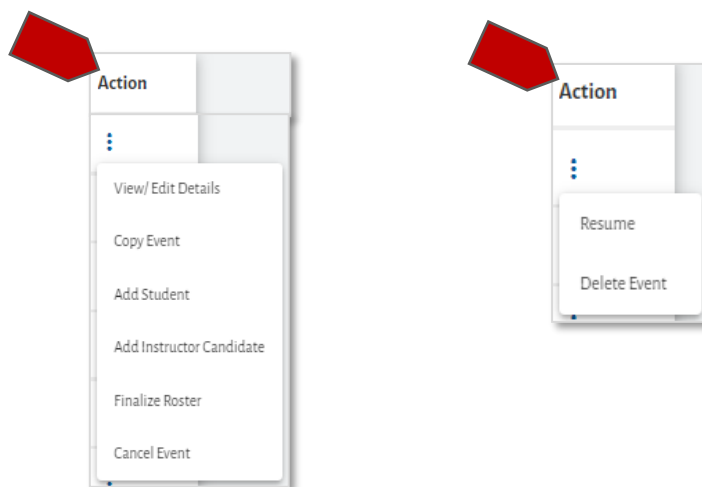 Action
View/ Edit Details
Copy Event
Add Student
Add Instructor Candidate
Finalize Roster
Cancel Event
Action
Resume
Delete Event